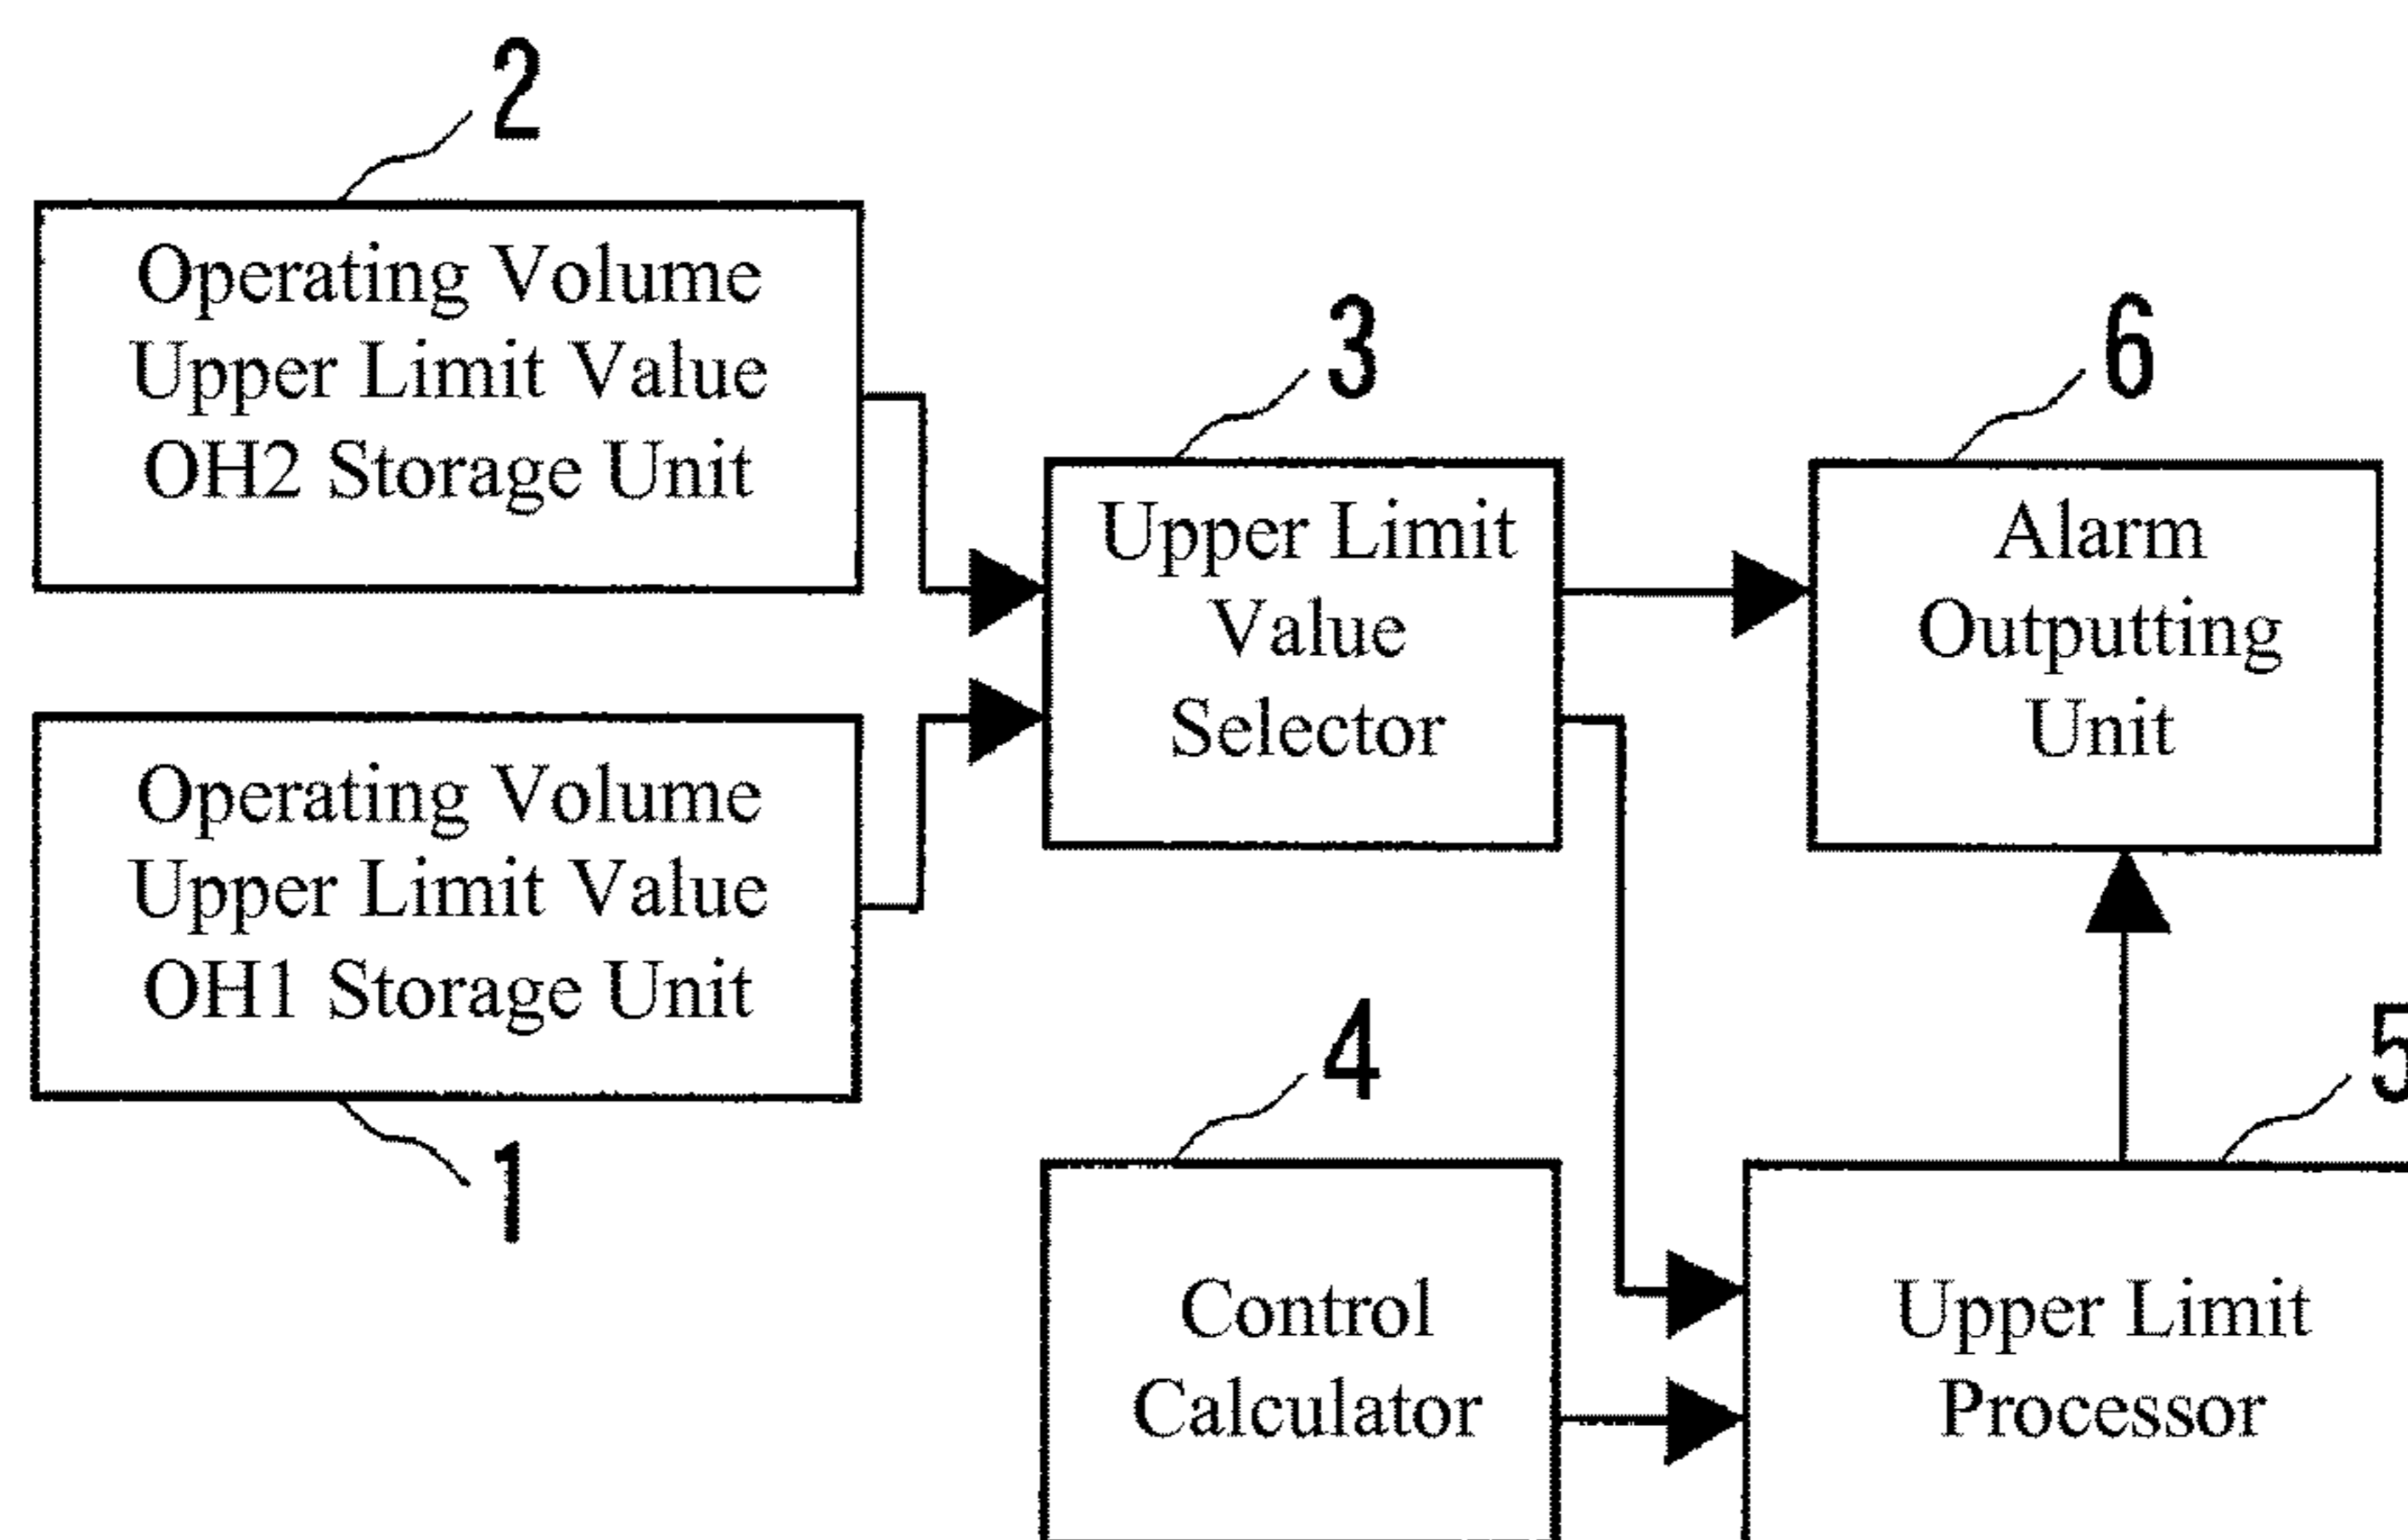 2
Operating Volume
Upper Limit Value
OH2 Storage Unit
3
Upper Limit
Value
Selector
6
Alarm
Outputting
Unit
Operating Volume
Upper Limit Value
OH1 Storage Unit
1
4
Control
Calculator
5
Upper Limit
Processor